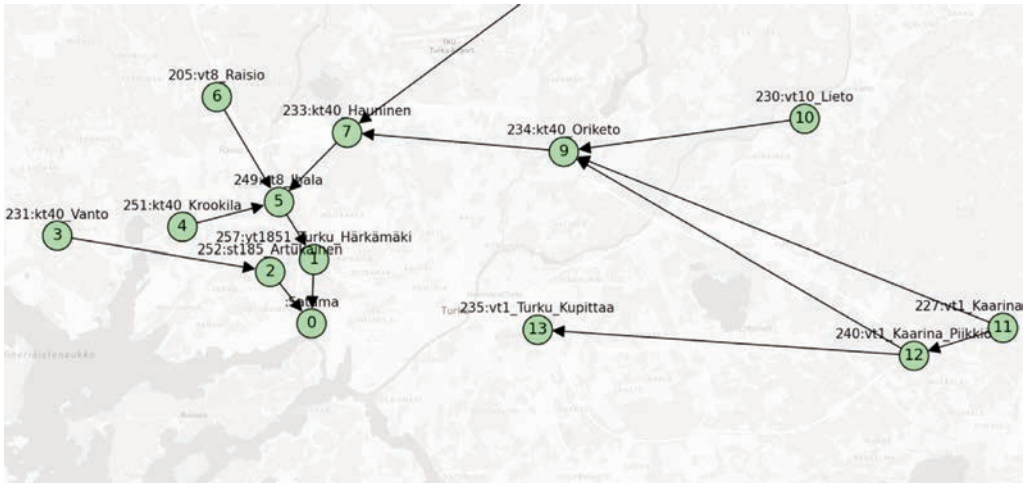 205:vt8_Raisio
6
233:kt40_Hauninen
7
230:vt10_Lieto
10
234:kt40_Oriketo
9
249:vt8_Ihala
5
251:kt40_Krookila
4
231:kt40_Vanto
3
257:vt1851_Turku_Härkämäki
1
252:st185_Artukainen
2
:Satama
0
235:vt1_Turku_Kupittaa
13
227:vt1_Kaarina
11
240:vt1_Kaarina_Piikkiö
12